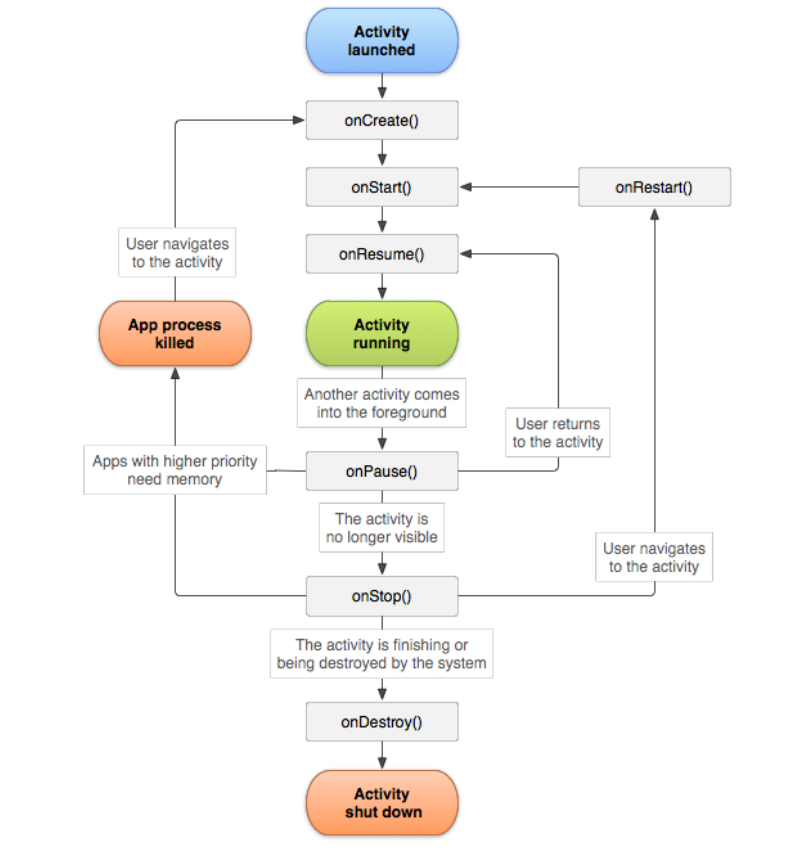 Activity
launched
onCreate()
onStart()
onRestart()
User navigates
to the activity
onResume()
App process
killed
Activity
running
Another activity comes
into the foreground
User returns
to the activity
Apps with higher priority
need memory
onPause()
The activity is
no longer visible
User navigates
to the activity
onStop()
The activity is finishing or
being destroyed by the system
onDestroy()
Activity
shut down